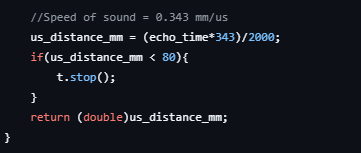 //Speed of sound = 0.343 mm/us
us_distance_mm = (echo_time*343)/2000;
if(us_distance_mm < 80){
t.stop();
}
return (double)us_distance_mm;
}